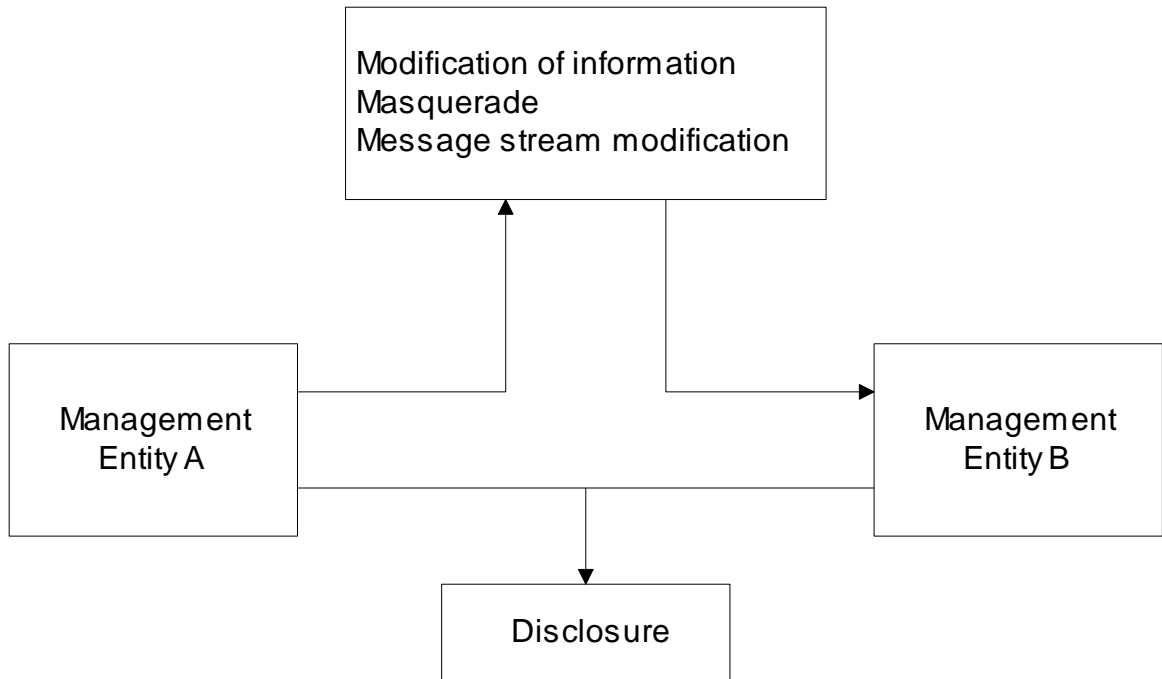 Modification of information
Masquerade
Message stream modification
Management
Entity A
Management
Entity B
Disclosure